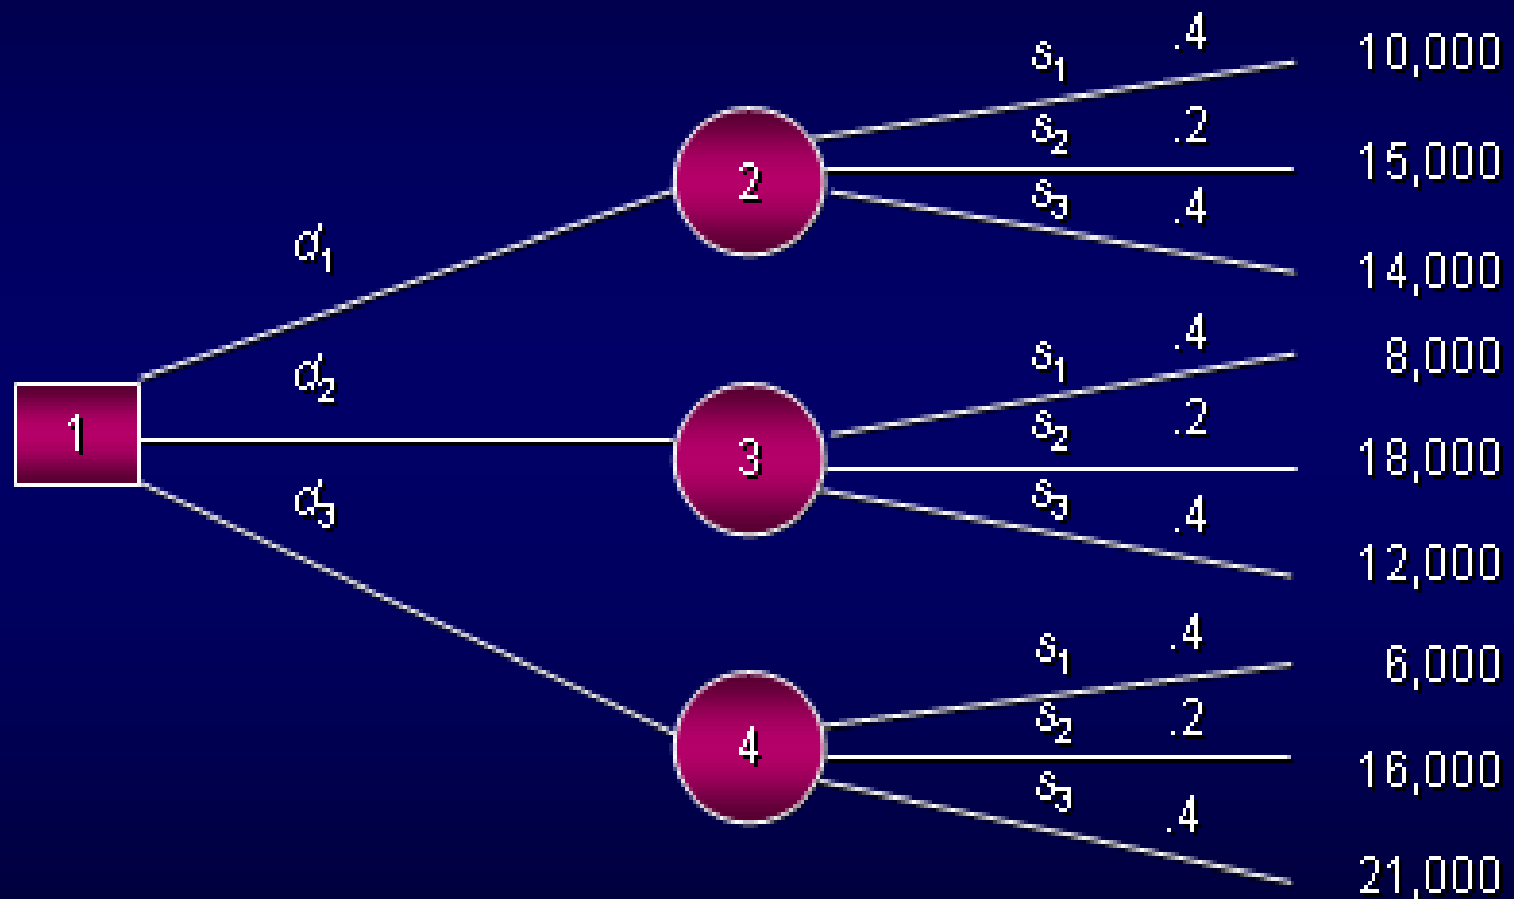 s1 .4 10,000
s2 .2 15,000
2
s3 .4 14,000
d1
s1 .4 8,000
d2
s2 .2 18,000
1
3
s3 .4 12,000
d3
s1 .4 6,000
s2 .2 16,000
4
s3 .4 21,000